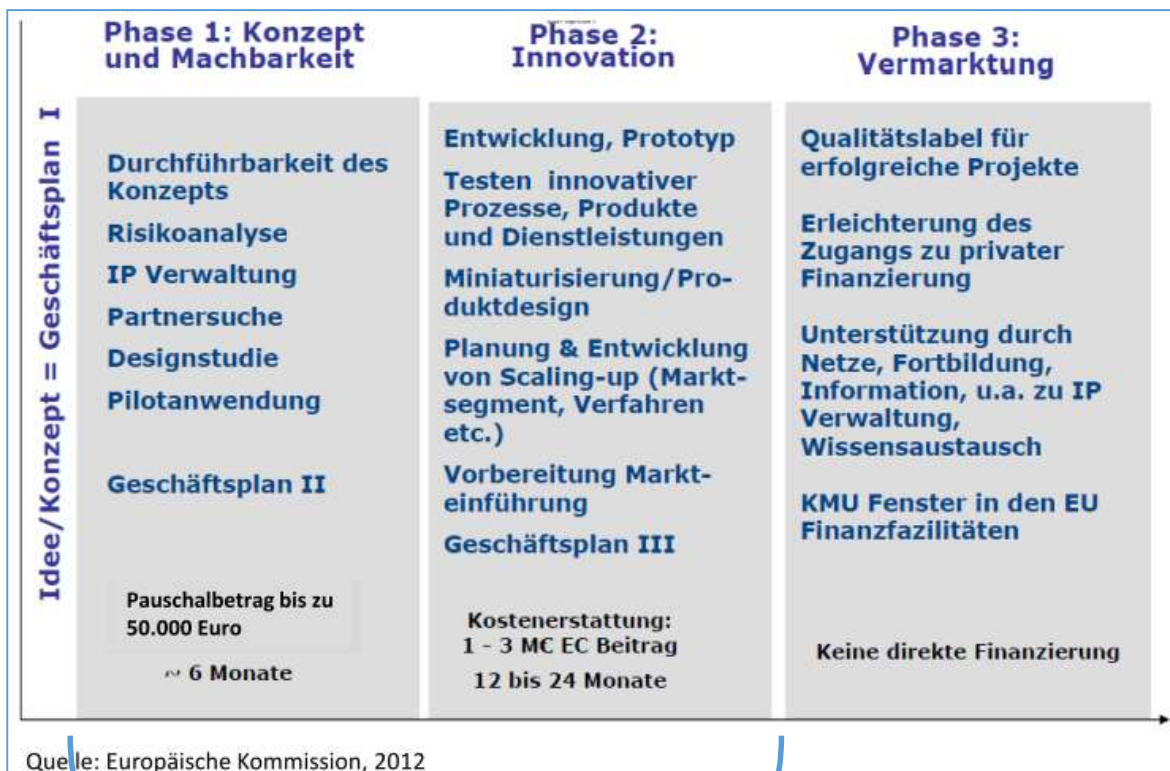 Phase 1: Konzept
und Machbarkeit
Idee/Konzept = Geschäftsplan I
Durchführbarkeit des
Konzepts
Risikoanalyse
IP Verwaltung
Partnersuche
Designstudie
Pilotanwendung
Geschäftsplan II
Pauschalbetrag bis zu
50.000 Euro
~ 6 Monate
Phase 2:
Innovation
Entwicklung, Prototyp
Testen innovativer
Prozesse, Produkte
und Dienstleistungen
Miniaturisierung/Pro-
duktdesign
Planung & Entwicklung
von Scaling-up (Markt-
segment, Verfahren
etc.)
Vorbereitung Markt-
einführung
Geschäftsplan III
Kostenerstattung:
1 - 3 M€ EC Beitrag
12 bis 24 Monate
Phase 3:
Vermarktung
Qualitätslabel für
erfolgreiche Projekte
Erleichterung des
Zugangs zu privater
Finanzierung
Unterstützung durch
Netze, Fortbildung,
Information, u.a. zu IP
Verwaltung,
Wissensaustausch
KMU Fenster in den EU
Finanzfazilitäten
Keine direkte Finanzierung
Quelle: Europäische Kommission, 2012